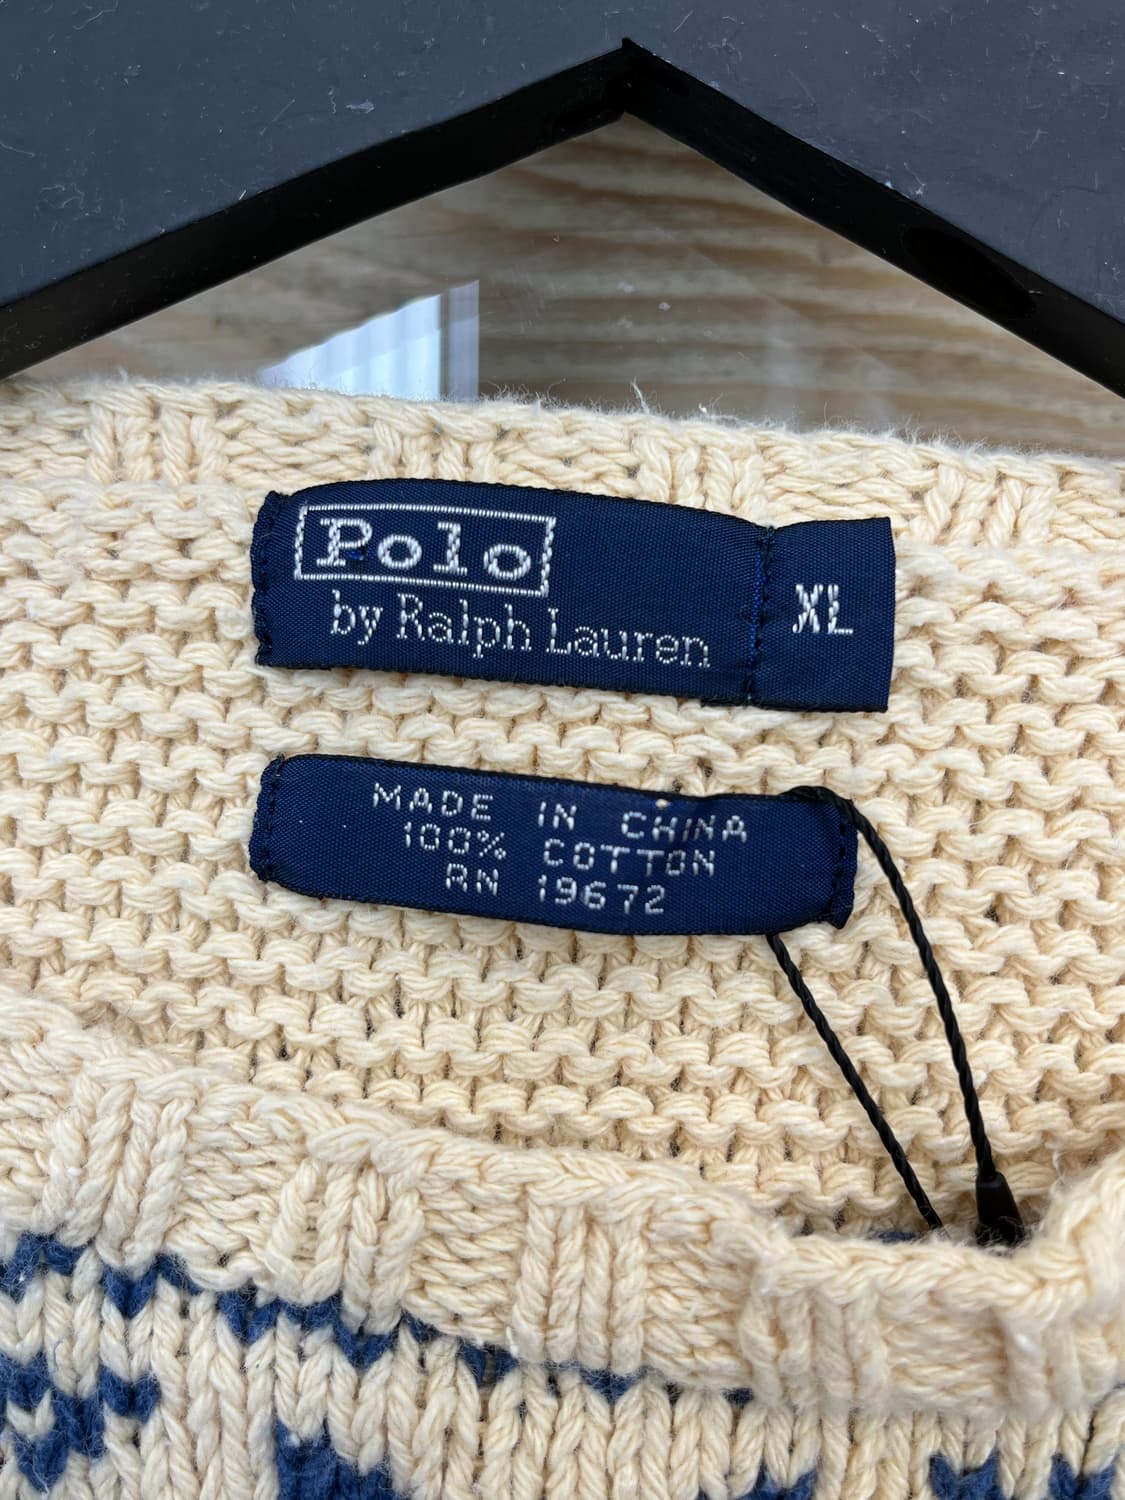 Polo
by Ralph Lauren
XL
MADE IN CHINA
100% COTTON
RN 19672